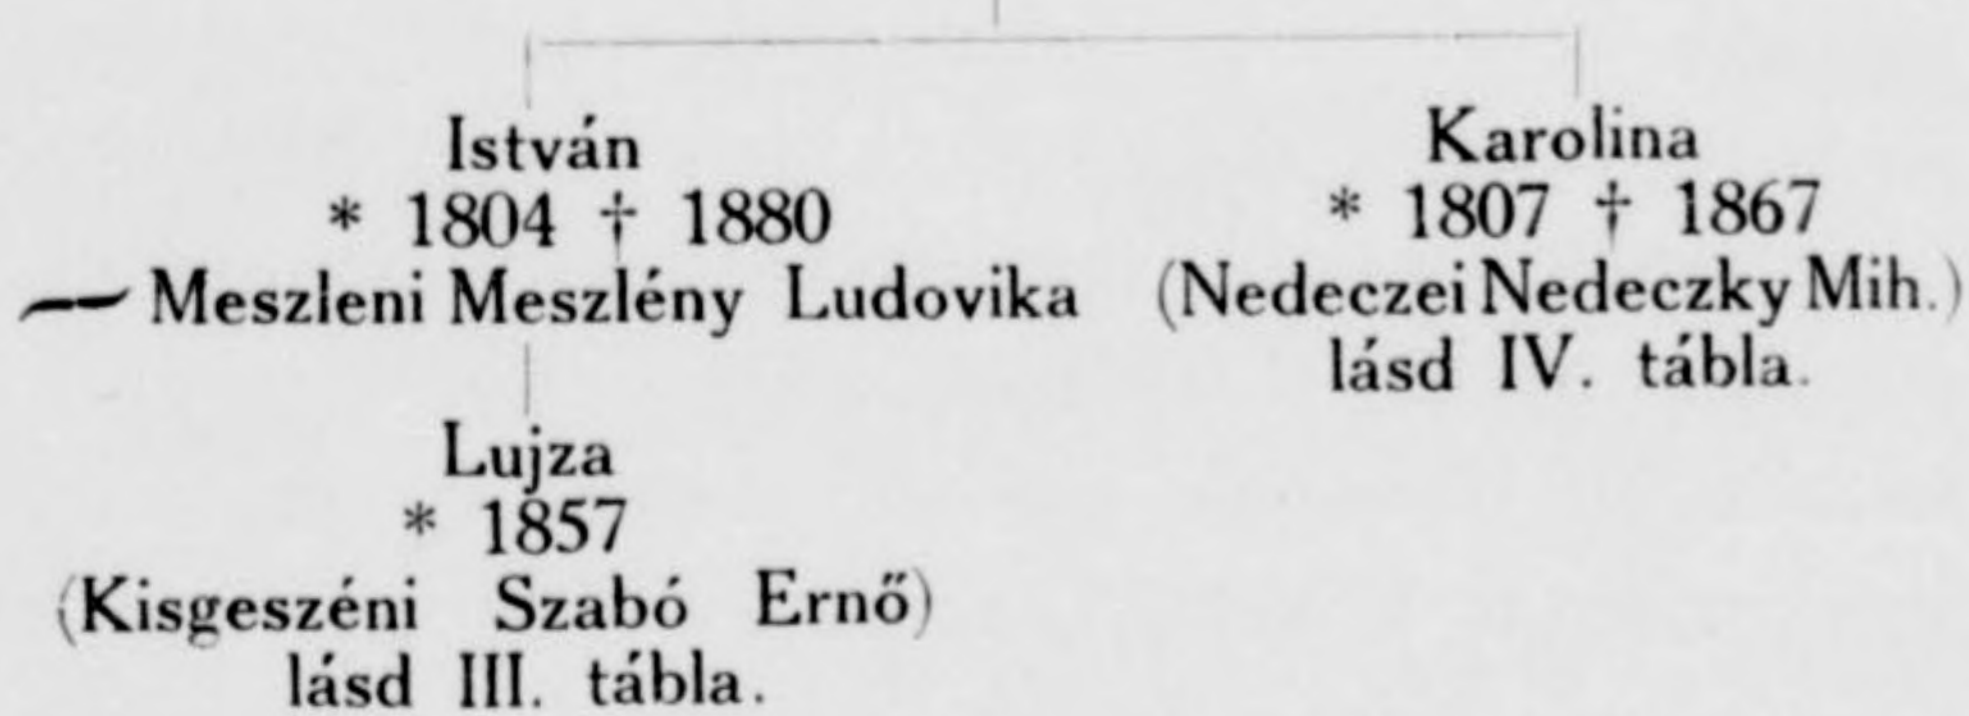 István
* 1804 † 1880
— Meszleni Meszlény Ludovika
Karolina
* 1807 † 1867
(Nedeczei Nedeczky Mih.)
lásd IV. tábla.
Lujza
* 1857
(Kisgeszéni Szabó Ernő)
lásd III. tábla.